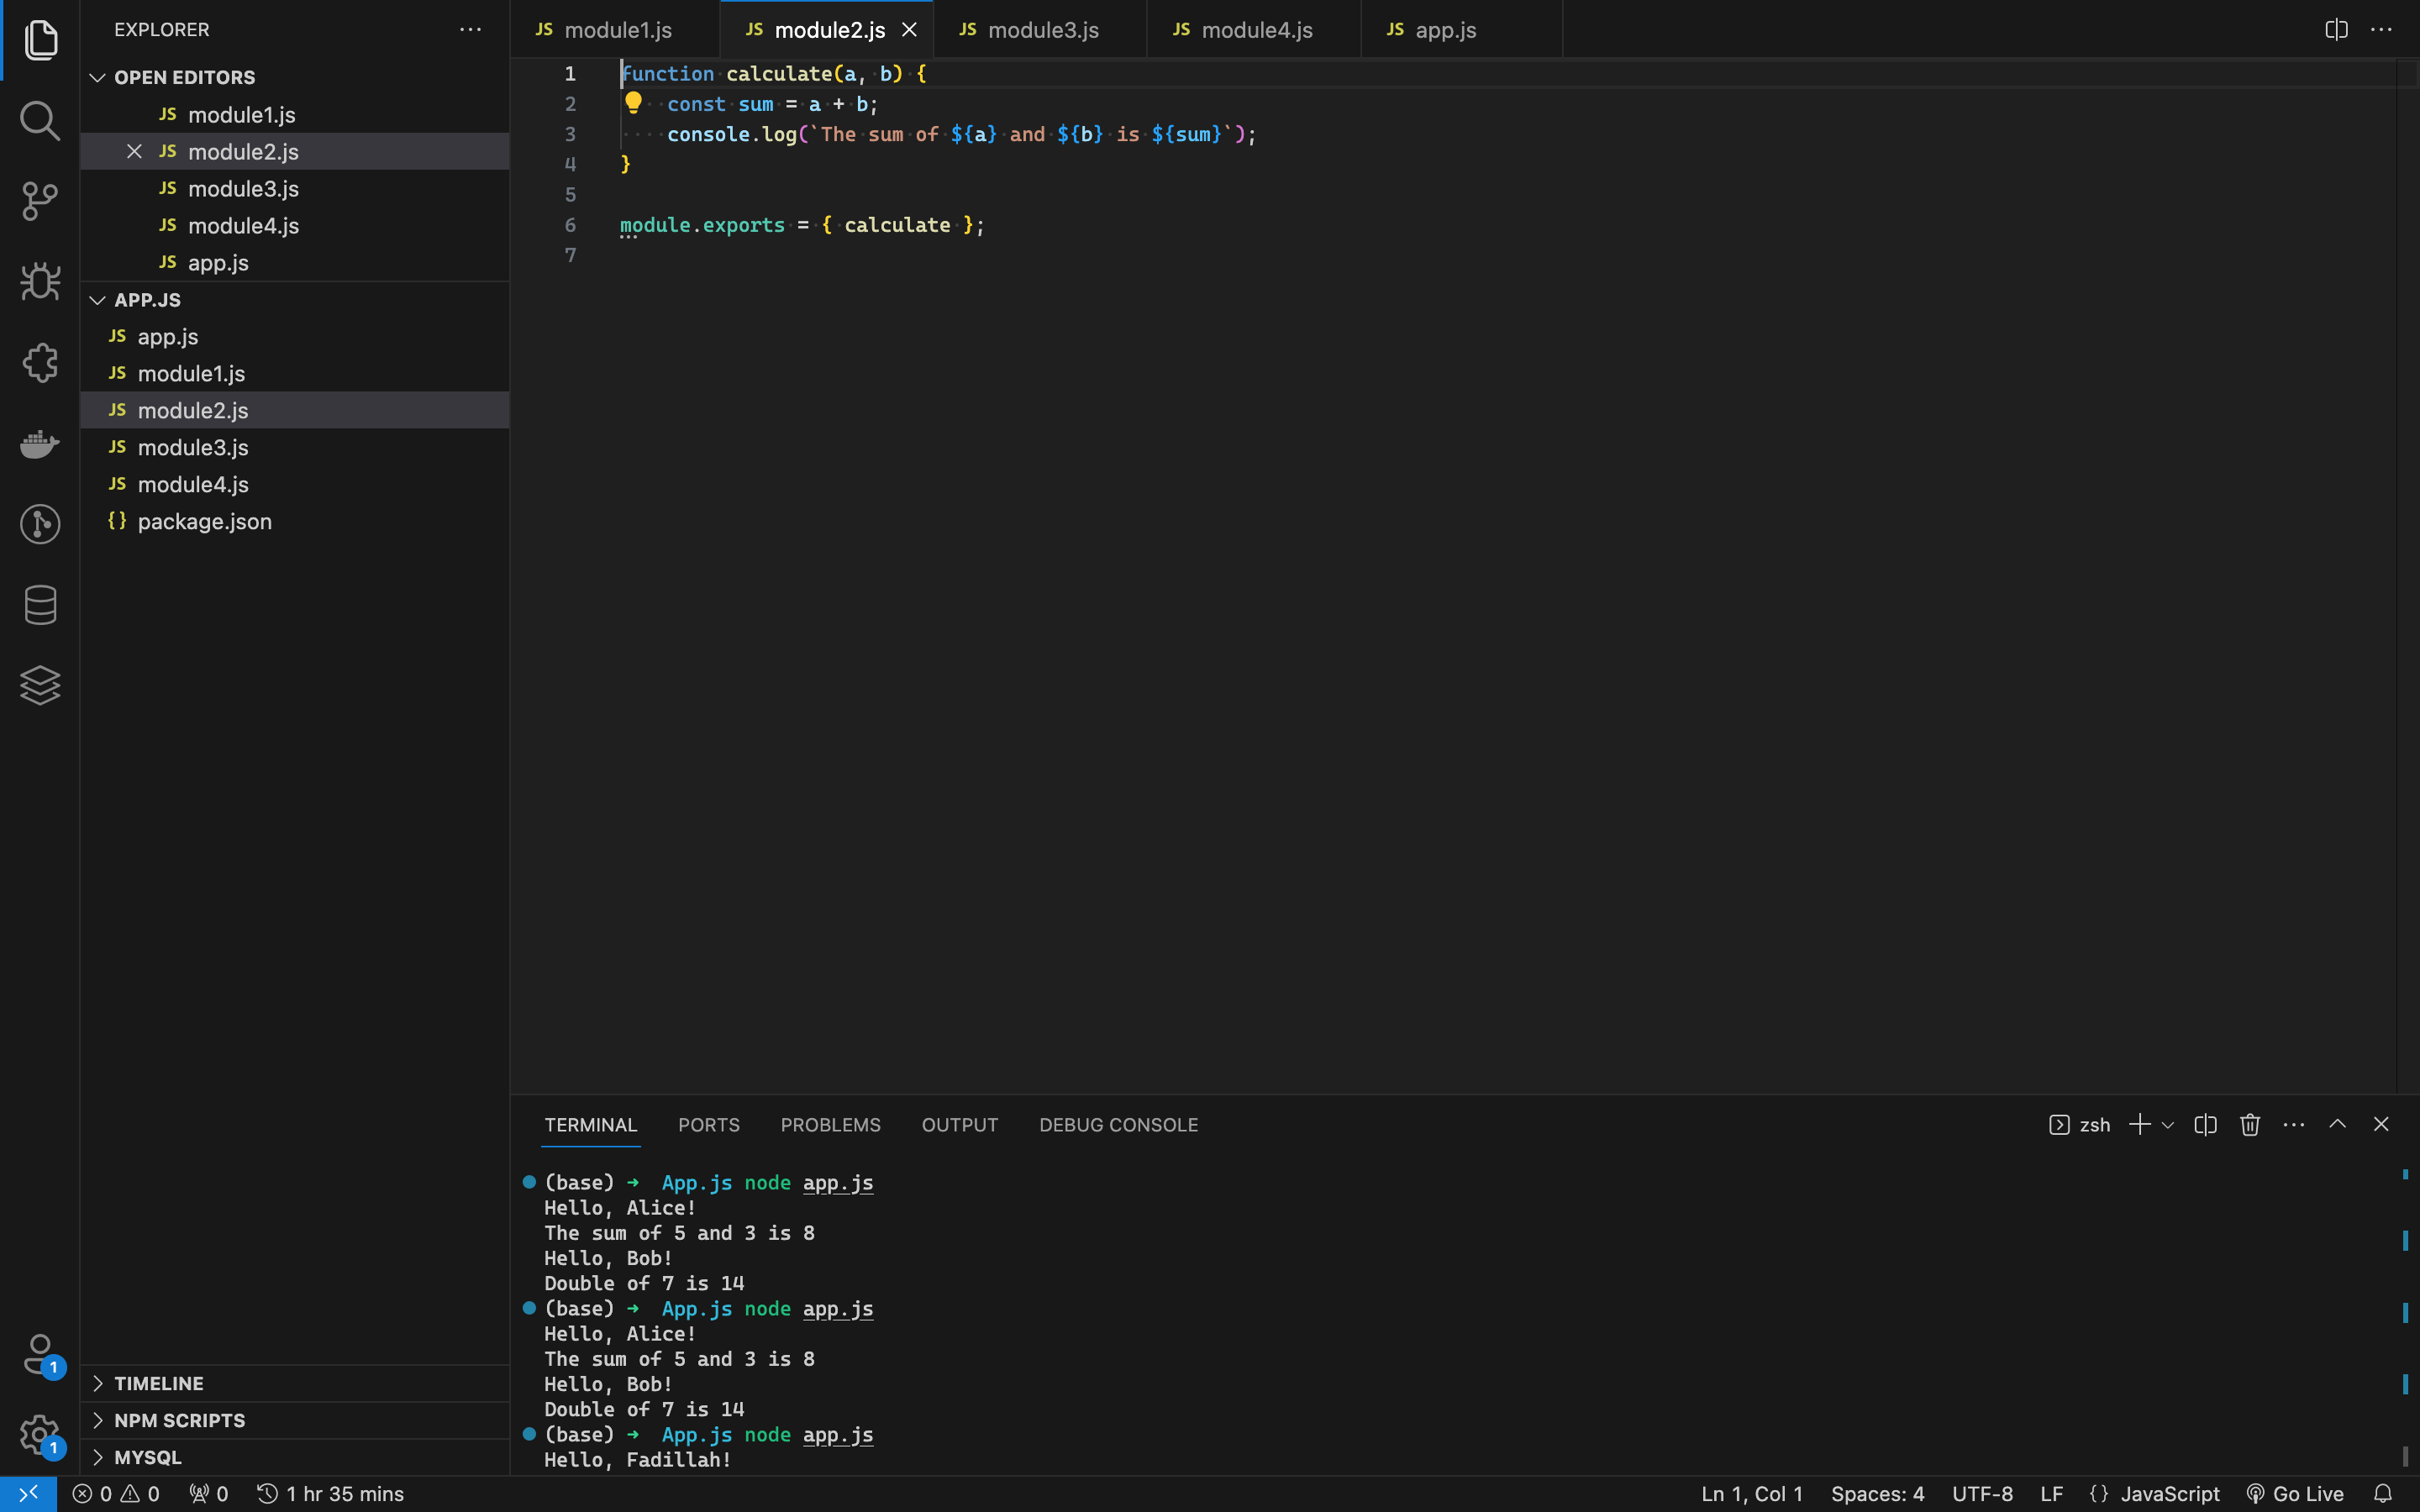 EXPLORER
OPEN EDITORS
JS module1.js
JS module2.js
JS module3.js
JS module4.js
JS app.js
APP.JS
JS app.js
JS module1.js
JS module2.js
JS module3.js
JS module4.js
{} package.json
TIMELINE
NPM SCRIPTS
MYSQL
1
1
JS module1.js JS module2.js JS module3.js JS module4.js JS app.js
1 function calculate(a, b) {
2 const sum = a + b;
3 console.log(`The sum of ${a} and ${b} is ${sum}`);
4 }
5
6 module.exports = { calculate };
7
TERMINAL PORTS PROBLEMS OUTPUT DEBUG CONSOLE zsh
(base) ➜ App.js node app.js
Hello, Alice!
The sum of 5 and 3 is 8
Hello, Bob!
Double of 7 is 14
(base) ➜ App.js node app.js
Hello, Alice!
The sum of 5 and 3 is 8
Hello, Bob!
Double of 7 is 14
(base) ➜ App.js node app.js
Hello, Fadillah!
0 0 0 1 hr 35 mins Ln 1, Col 1 Spaces: 4 UTF-8 LF {} JavaScript Go Live